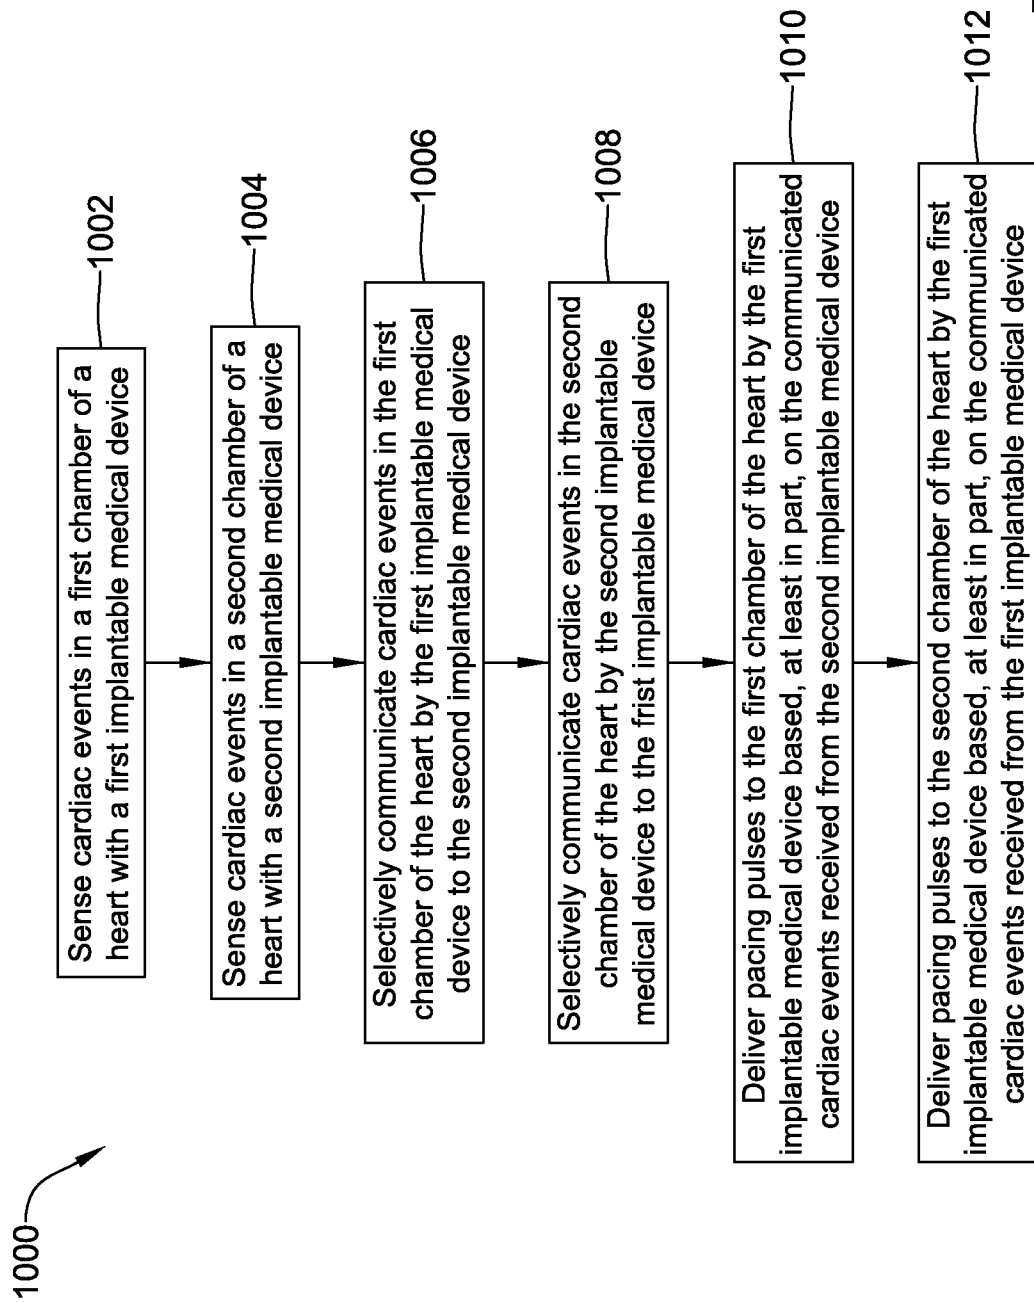 1000
Sense cardiac events in a first chamber of a
heart with a first implantable medical device
1002
Sense cardiac events in a second chamber of a
heart with a second implantable medical device
1004
Selectively communicate cardiac events in the first
chamber of the heart by the first implantable medical
device to the second implantable medical device
1006
Selectively communicate cardiac events in the second
chamber of the heart by the second implantable
medical device to the frist implantable medical device
1008
Deliver pacing pulses to the first chamber of the heart by the first
implantable medical device based, at least in part, on the communicated
cardiac events received from the second implantable medical device
1010
Deliver pacing pulses to the second chamber of the heart by the first
implantable medical device based, at least in part, on the communicated
cardiac events received from the first implantable medical device
1012